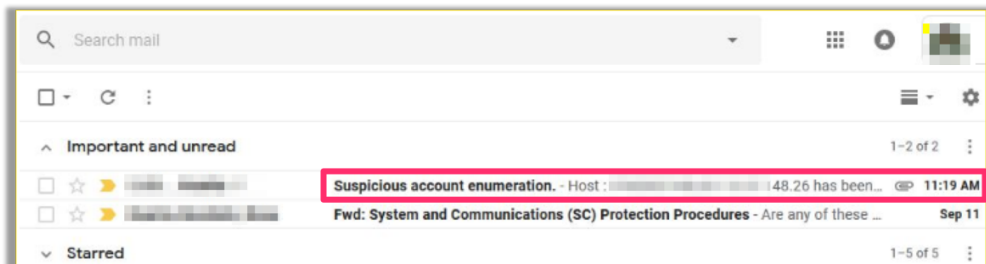 Search mail
Important and unread 1–2 of 2
Suspicious account enumeration. - Host : 48.26 has been... 11:19 AM
Fwd: System and Communications (SC) Protection Procedures - Are any of these ... Sep 11
Starred 1–5 of 5